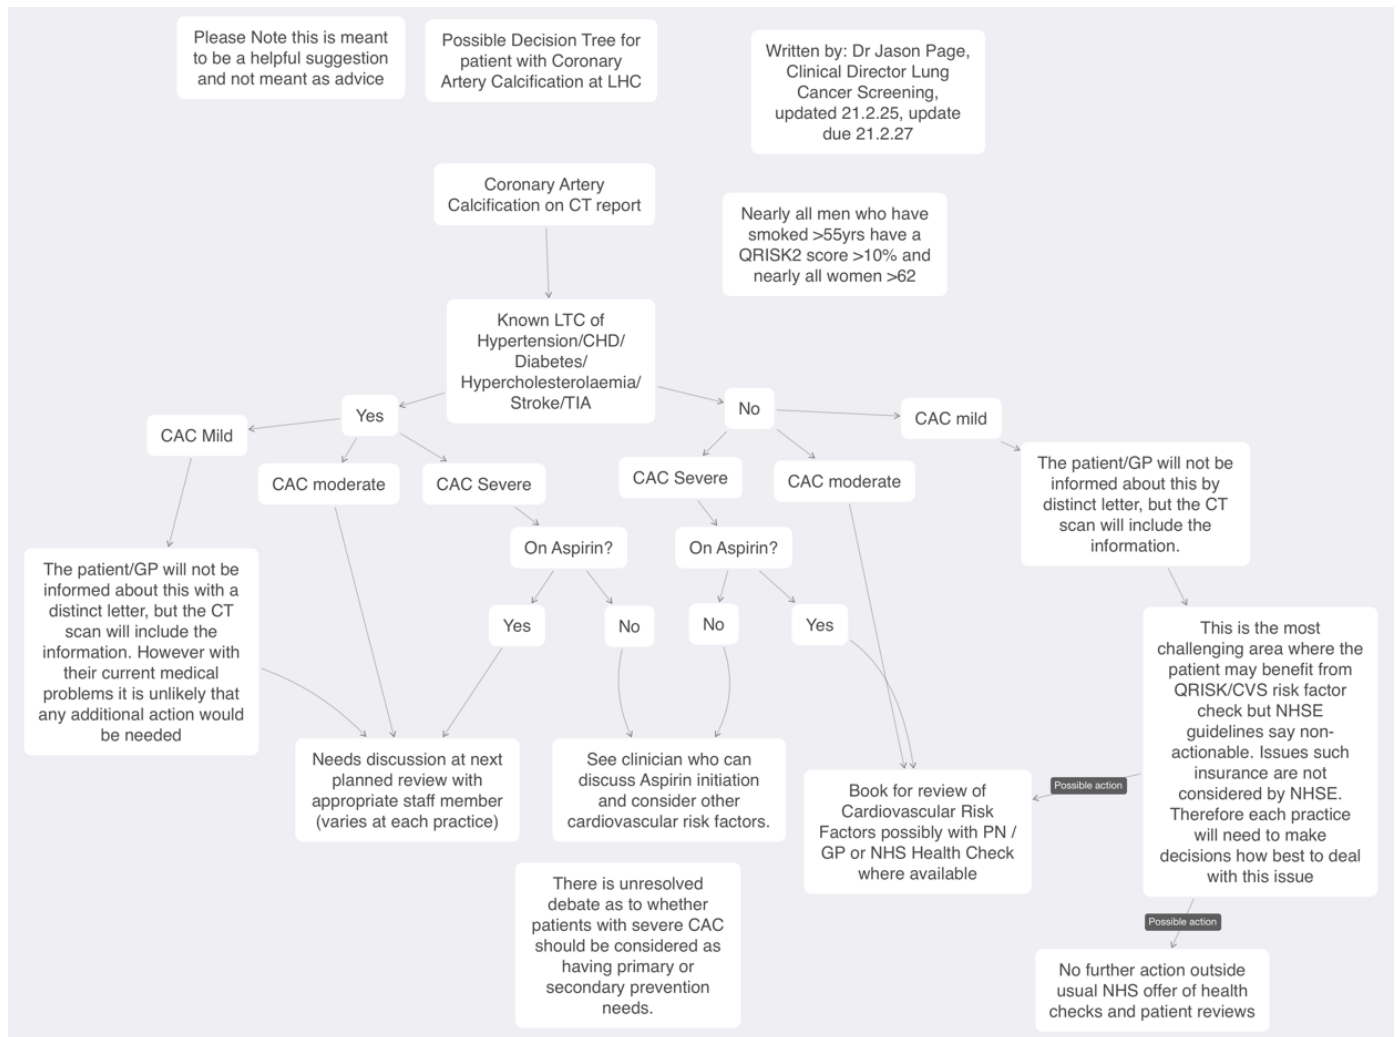 Please Note this is meant
to be a helpful suggestion
and not meant as advice
Possible Decision Tree for
patient with Coronary
Artery Calcification at LHC
Written by: Dr Jason Page,
Clinical Director Lung
Cancer Screening,
updated 21.2.25, update
due 21.2.27
Coronary Artery
Calcification on CT report
Nearly all men who have
smoked >55yrs have a
QRISK2 score >10% and
nearly all women >62
Known LTC of
Hypertension/CHD/
Diabetes/
Hypercholesterolaemia/
Stroke/TIA
Yes
No
CAC Mild
CAC moderate
CAC Severe
CAC Severe
CAC moderate
CAC mild
The patient/GP will not be
informed about this by
distinct letter, but the CT
scan will include the
information.
On Aspirin?
On Aspirin?
Yes
No
No
Yes
The patient/GP will not be
informed about this with a
distinct letter, but the CT
scan will include the
information. However with
their current medical
problems it is unlikely that
any additional action would
be needed
This is the most
challenging area where the
patient may benefit from
QRISK/CVS risk factor
check but NHSE
guidelines say non-
actionable. Issues such
insurance are not
considered by NHSE.
Therefore each practice
will need to make
decisions how best to deal
with this issue
Needs discussion at next
planned review with
appropriate staff member
(varies at each practice)
See clinician who can
discuss Aspirin initiation
and consider other
cardiovascular risk factors.
Possible action
Book for review of
Cardiovascular Risk
Factors possibly with PN /
GP or NHS Health Check
where available
There is unresolved
debate as to whether
patients with severe CAC
should be considered as
having primary or
secondary prevention
needs.
Possible action
No further action outside
usual NHS offer of health
checks and patient reviews